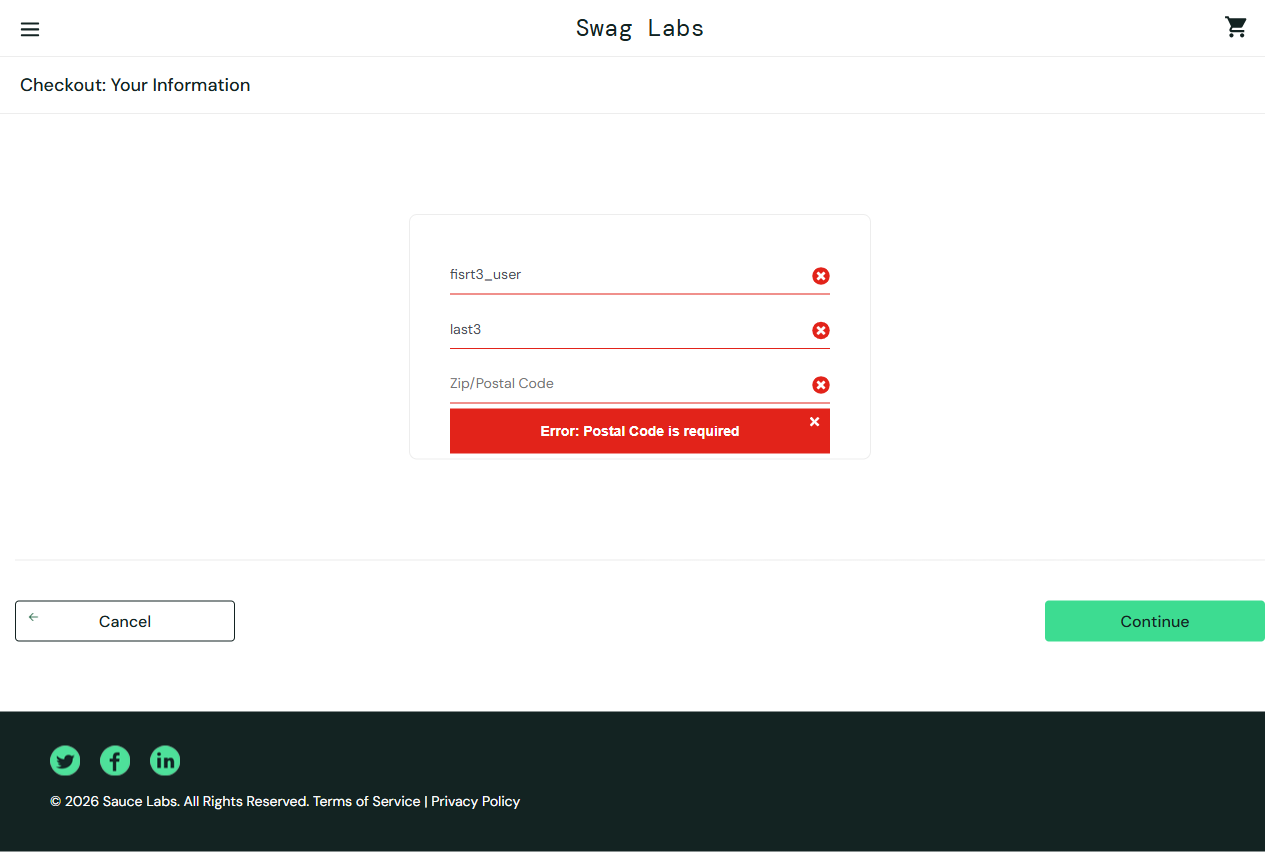 Swag Labs
Checkout: Your Information
fisrt3_user
last3
Zip/Postal Code
Error: Postal Code is required
Cancel
Continue
© 2026 Sauce Labs. All Rights Reserved. Terms of Service | Privacy Policy